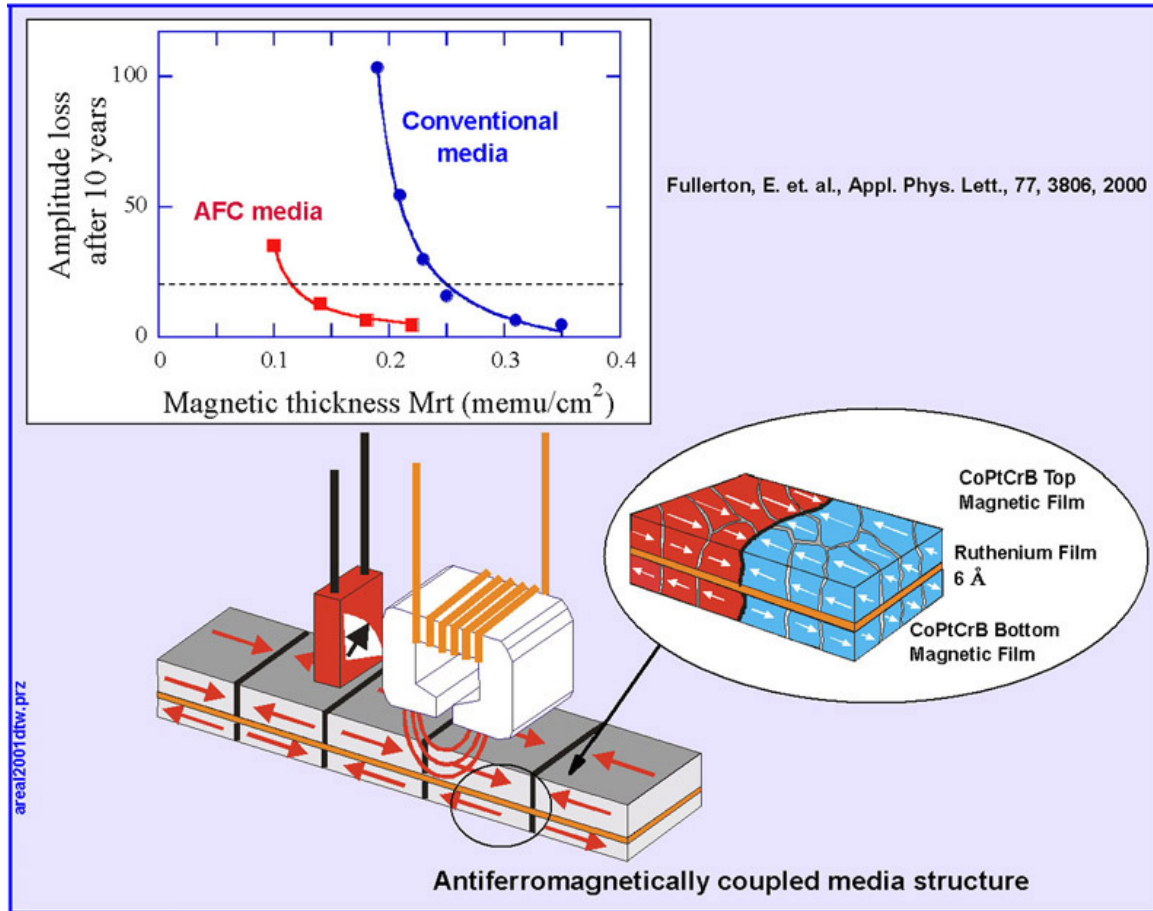 Amplitude loss
after 10 years
100
50
0
0
0.1
0.2
0.3
0.4
Magnetic thickness Mrt (memu/cm²)
Conventional
media
AFC media
Fullerton, E. et. al., Appl. Phys. Lett., 77, 3806, 2000
CoPtCrB Top
Magnetic Film
Ruthenium Film
6 Å
CoPtCrB Bottom
Magnetic Film
areal2001dtw.prz
Antiferromagnetically coupled media structure